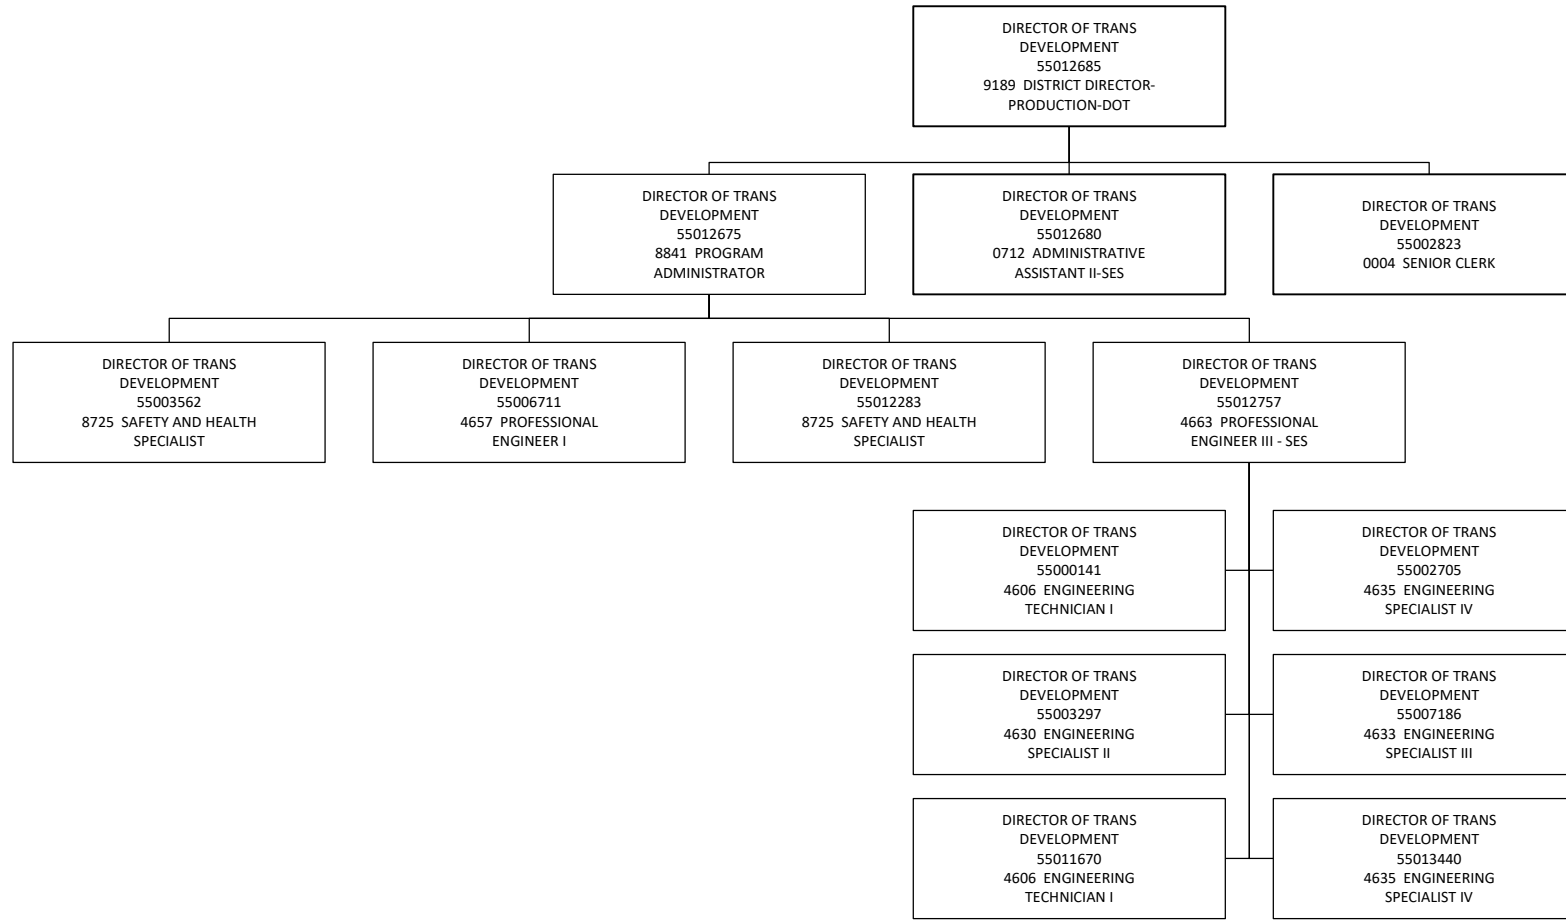 DIRECTOR OF TRANS
DEVELOPMENT
55012685
9189 DISTRICT DIRECTOR-
PRODUCTION-DOT
DIRECTOR OF TRANS
DEVELOPMENT
55012675
8841 PROGRAM
ADMINISTRATOR
DIRECTOR OF TRANS
DEVELOPMENT
55012680
0712 ADMINISTRATIVE
ASSISTANT II-SES
DIRECTOR OF TRANS
DEVELOPMENT
55002823
0004 SENIOR CLERK
DIRECTOR OF TRANS
DEVELOPMENT
55003562
8725 SAFETY AND HEALTH
SPECIALIST
DIRECTOR OF TRANS
DEVELOPMENT
55006711
4657 PROFESSIONAL
ENGINEER I
DIRECTOR OF TRANS
DEVELOPMENT
55012283
8725 SAFETY AND HEALTH
SPECIALIST
DIRECTOR OF TRANS
DEVELOPMENT
55012757
4663 PROFESSIONAL
ENGINEER III - SES
DIRECTOR OF TRANS
DEVELOPMENT
55000141
4606 ENGINEERING
TECHNICIAN I
DIRECTOR OF TRANS
DEVELOPMENT
55002705
4635 ENGINEERING
SPECIALIST IV
DIRECTOR OF TRANS
DEVELOPMENT
55003297
4630 ENGINEERING
SPECIALIST II
DIRECTOR OF TRANS
DEVELOPMENT
55007186
4633 ENGINEERING
SPECIALIST III
DIRECTOR OF TRANS
DEVELOPMENT
55011670
4606 ENGINEERING
TECHNICIAN I
DIRECTOR OF TRANS
DEVELOPMENT
55013440
4635 ENGINEERING
SPECIALIST IV